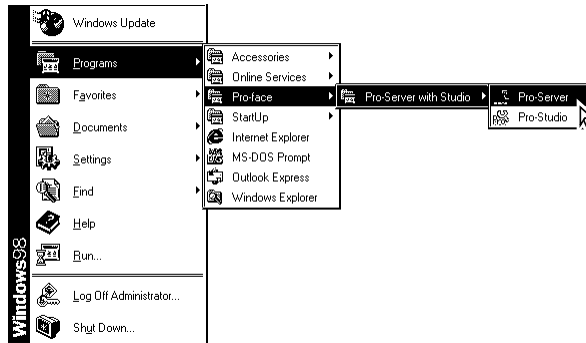 Windows Update
Programs
Favorites
Documents
Settings
Find
Help
Run...
Log Off Administrator...
Shut Down...
Windows98
Accessories
Online Services
Pro-face
StartUp
Internet Explorer
MS-DOS Prompt
Outlook Express
Windows Explorer
Pro-Server with Studio
Pro-Server
Pro-Studio